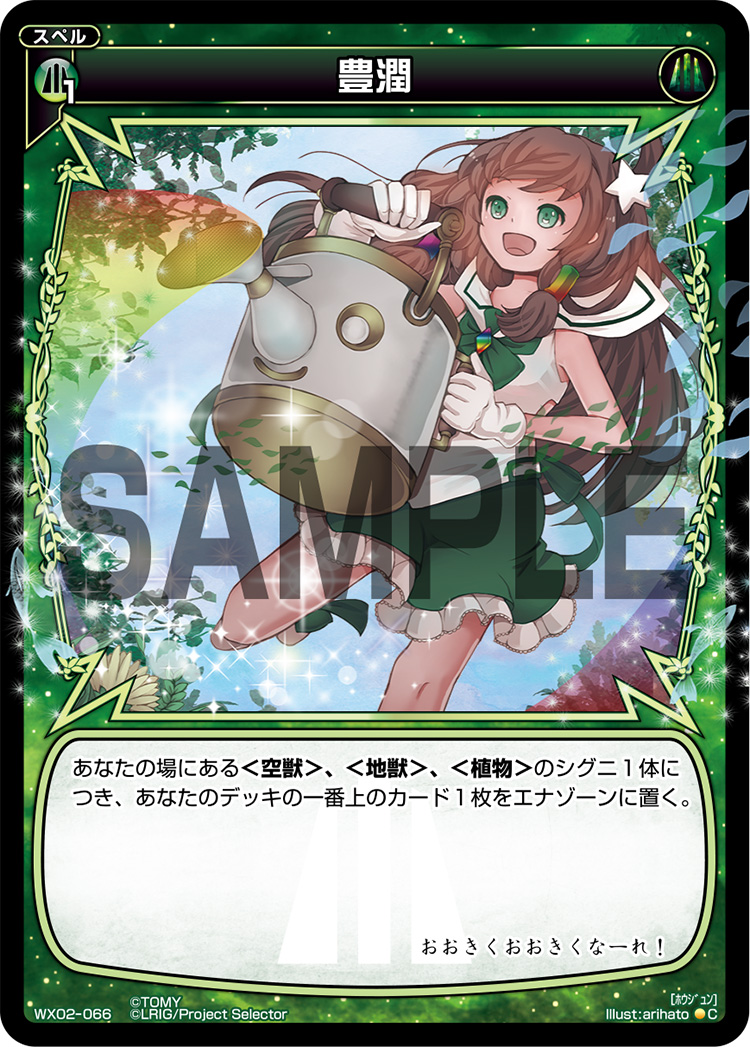 スペル
1
豊潤
SAMPLE
あなたの場にある<空獣>、<地獣>、<植物>のシグニ1体に
つき、あなたのデッキの一番上のカード1枚をエナゾーンに置く。
おおきくおおきくなーれ!
WX02-066
©TOMY
©LRIG/Project Selector
[ホウジュン]
Illust:arihato C